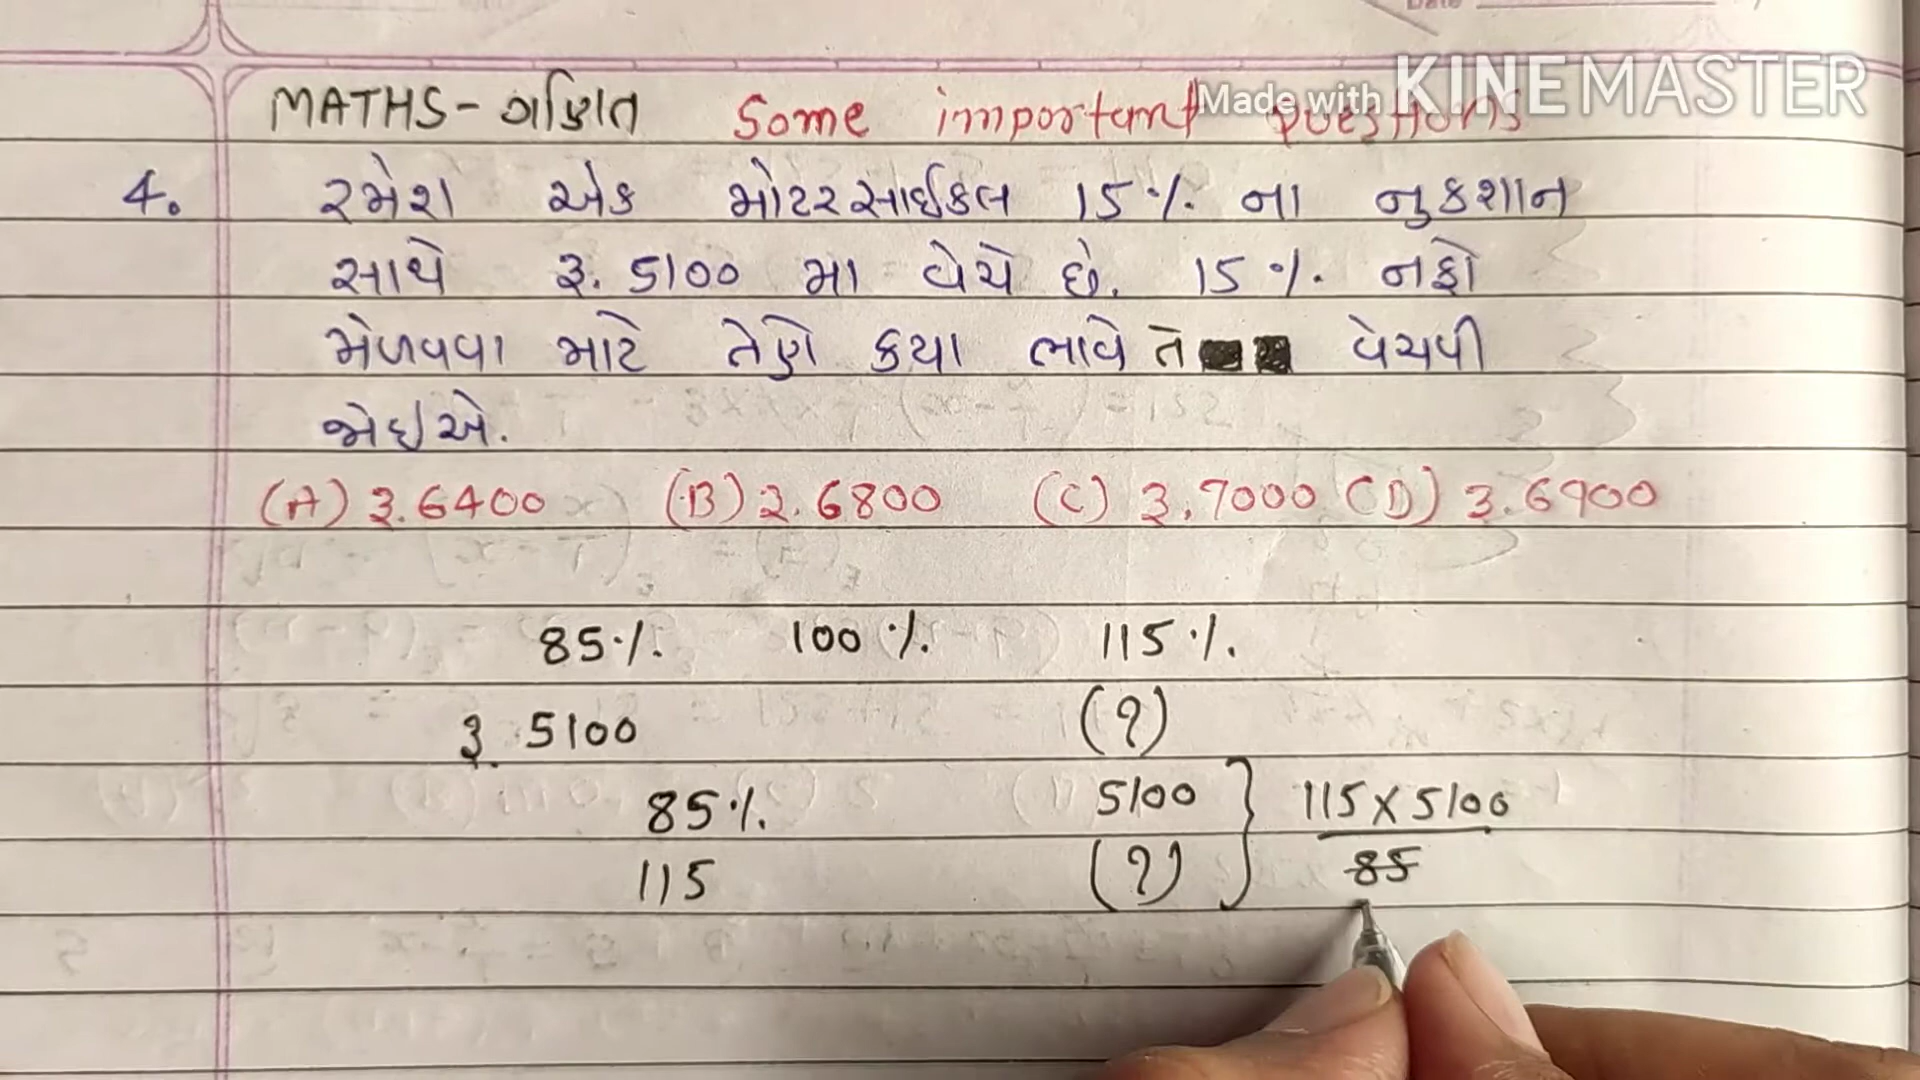 Made with KINEMASTER
MATHS - ગણિત Some important questions
4. રમેશ એક મોટરસાઈકલ 15 % ના નુકશાન
સાથે રૂ. 5100 મા વેચે છે. 15 % નફો
મેળવવા માટે તેણે કયા ભાવે તે વેચવી
જોઇએ.
(A) રૂ. 6400 (B) રૂ. 6800 (C) રૂ. 7000 (D) રૂ. 6900
85 % 100 % 115 %
રૂ. 5100 (?)
85 % 5100 } 115 X 5100
115 (?) 85